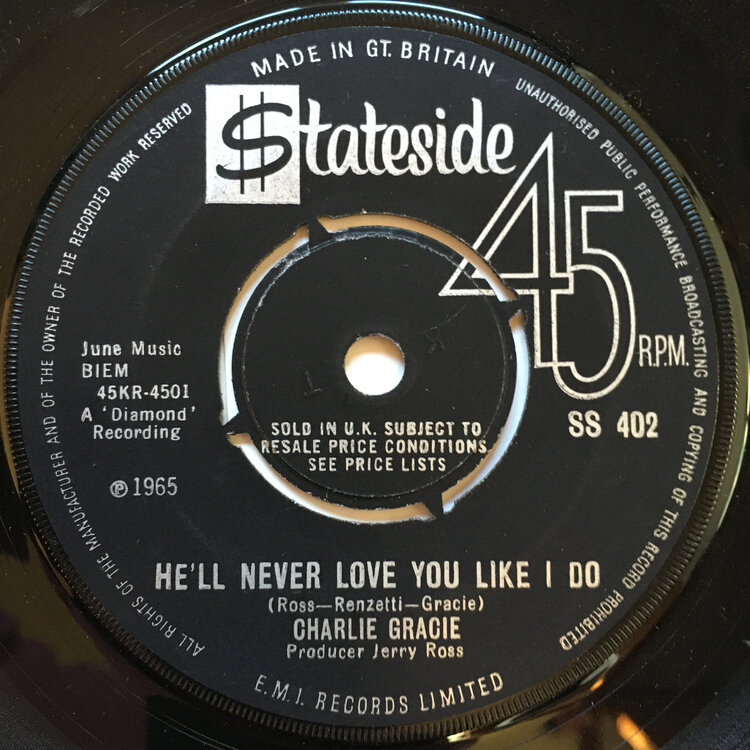 MADE IN GT. BRITAIN
UNAUTHORISED PUBLIC PERFORMANCE BROADCASTING AND COPYING OF THIS RECORD PROHIBITED
ALL RIGHTS OF THE MANUFACTURER AND OF THE OWNER OF THE RECORDED WORK RESERVED
$tateside
45
R.P.M.
June Music
BIEM
45KR-4501
A 'Diamond'
Recording
℗ 1965
SS 402
SOLD IN U.K. SUBJECT TO
RESALE PRICE CONDITIONS,
SEE PRICE LISTS
HE'LL NEVER LOVE YOU LIKE I DO
(Ross—Renzetti—Gracie)
CHARLIE GRACIE
Producer Jerry Ross
E.M.I. RECORDS LIMITED